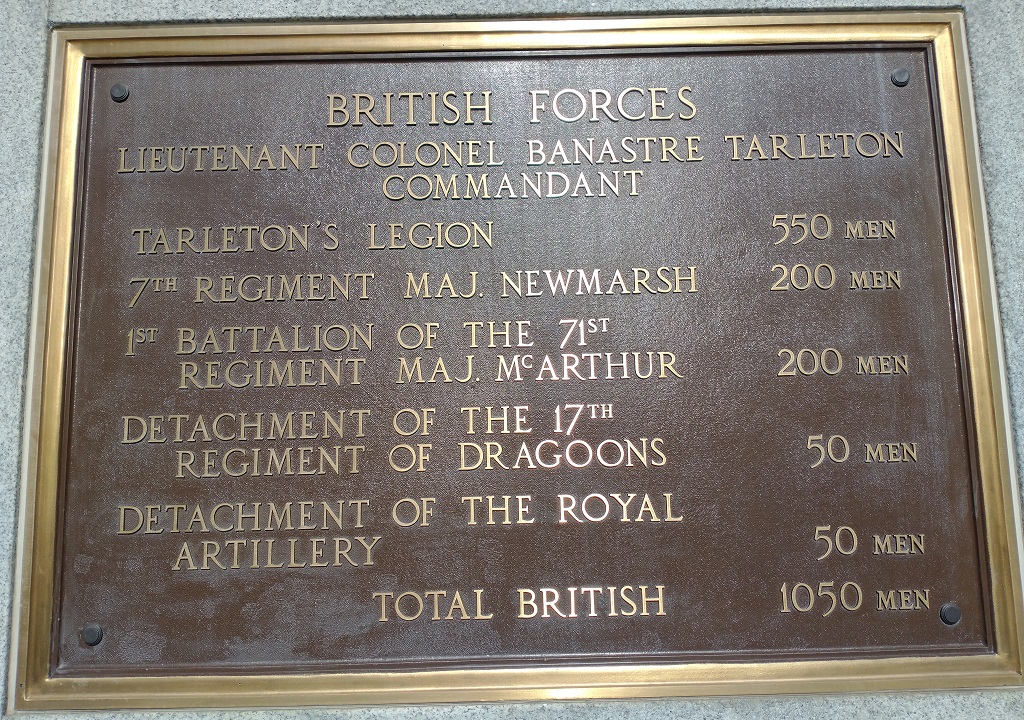 BRITISH FORCES
LIEUTENANT COLONEL BANASTRE TARLETON
COMMANDANT
TARLETON'S LEGION 550 MEN
7TH REGIMENT MAJ. NEWMARSH 200 MEN
1ST BATTALION OF THE 71ST
REGIMENT MAJ. McARTHUR 200 MEN
DETACHMENT OF THE 17TH
REGIMENT OF DRAGOONS 50 MEN
DETACHMENT OF THE ROYAL
ARTILLERY 50 MEN
TOTAL BRITISH 1050 MEN